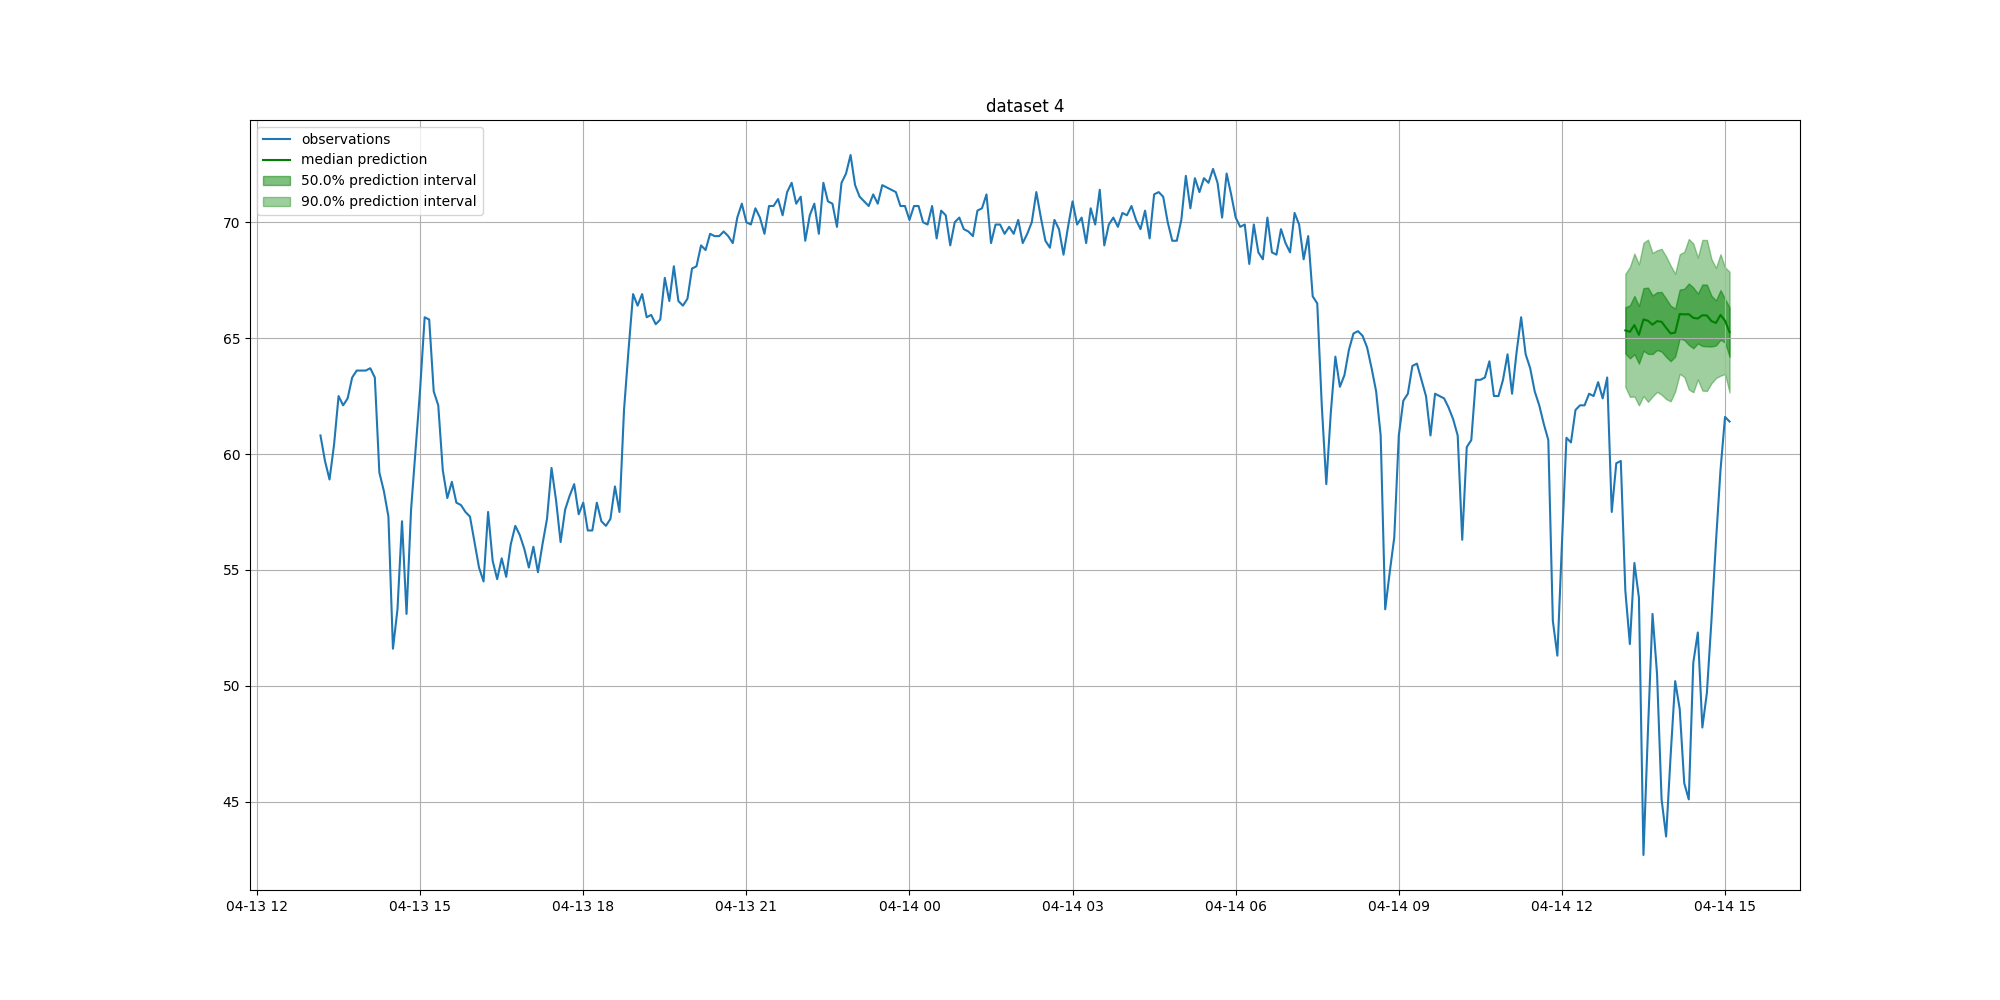 dataset 4
observations
median prediction
50.0% prediction interval
90.0% prediction interval
70
65
60
55
50
45
04-13 12 04-13 15 04-13 18 04-13 21 04-14 00 04-14 03 04-14 06 04-14 09 04-14 12 04-14 15